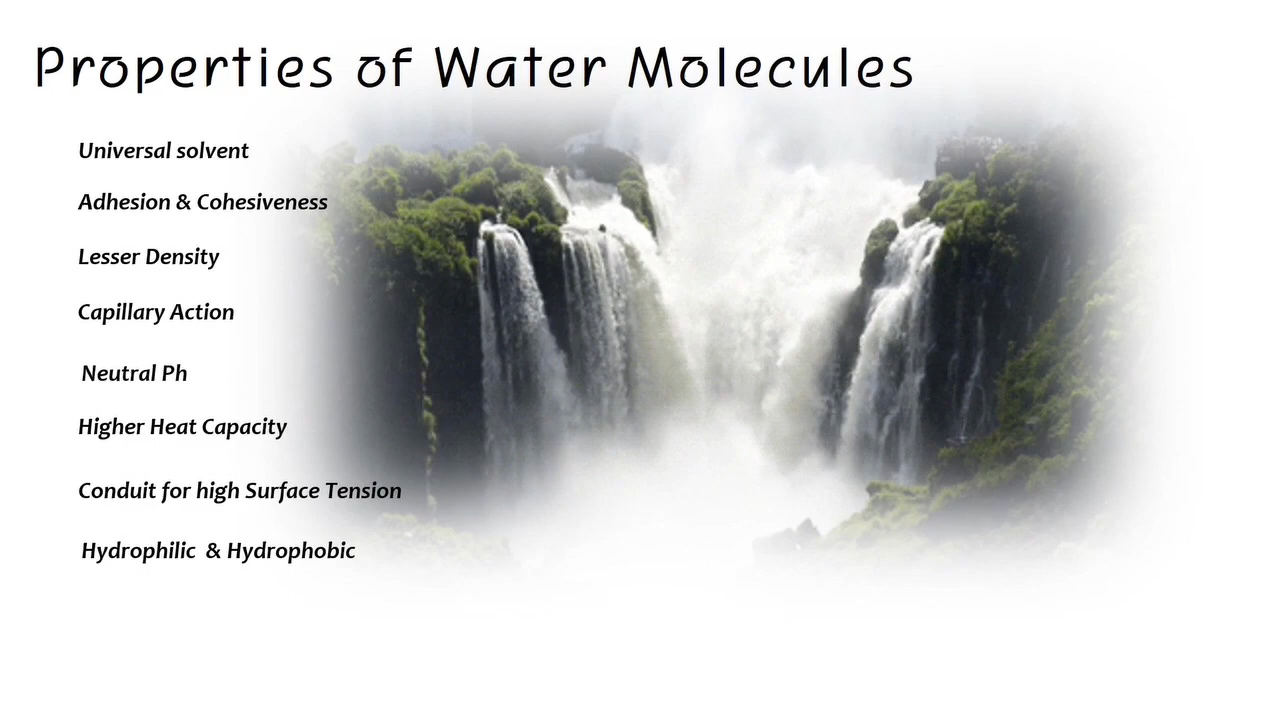 Properties of Water Molecules
Universal solvent
Adhesion & Cohesiveness
Lesser Density
Capillary Action
Neutral Ph
Higher Heat Capacity
Conduit for high Surface Tension
Hydrophilic & Hydrophobic